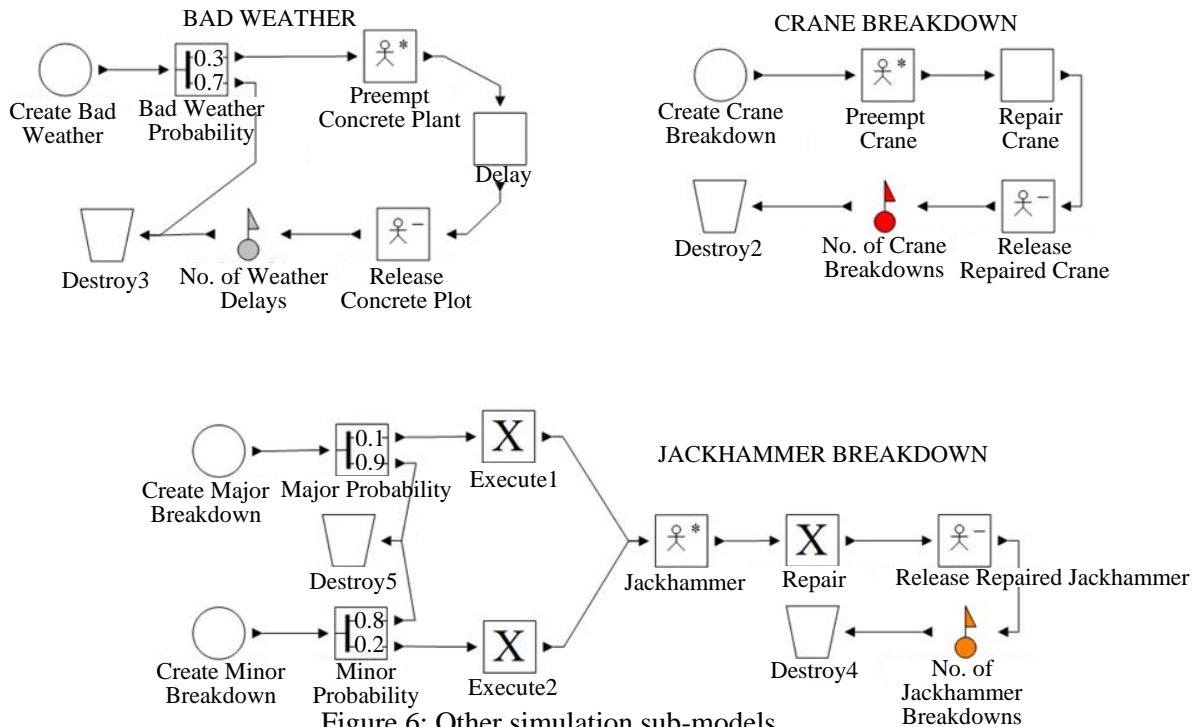 BAD WEATHER
0.3
0.7
*
Create Bad
Weather
Bad Weather
Probability
Preempt
Concrete Plant
Delay
Destroy3
No. of Weather
Delays
–
Release
Concrete Plot
CRANE BREAKDOWN
*
Create Crane
Breakdown
Preempt
Crane
Repair
Crane
Destroy2
No. of Crane
Breakdowns
–
Release
Repaired Crane
0.1
0.9
X
Create Major
Breakdown
Major Probability
Execute1
JACKHAMMER BREAKDOWN
Destroy5
*
Jackhammer
X
Repair
–
Release Repaired Jackhammer
0.8
0.2
X
Create Minor
Breakdown
Minor
Probability
Execute2
Destroy4
No. of
Jackhammer
Breakdowns
Figure 6: Other simulation sub-models